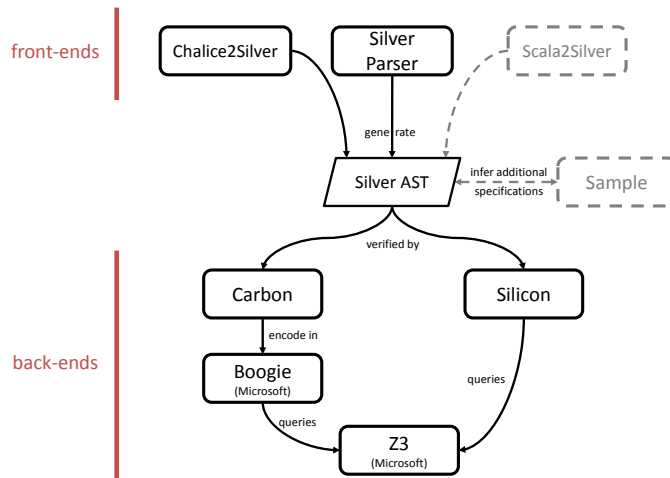 front-ends
Chalice2Silver
Silver
Parser
Scala2Silver
generate
Silver AST
infer additional
specifications
Sample
verified by
Carbon
Silicon
encode in
back-ends
Boogie
(Microsoft)
queries
queries
Z3
(Microsoft)